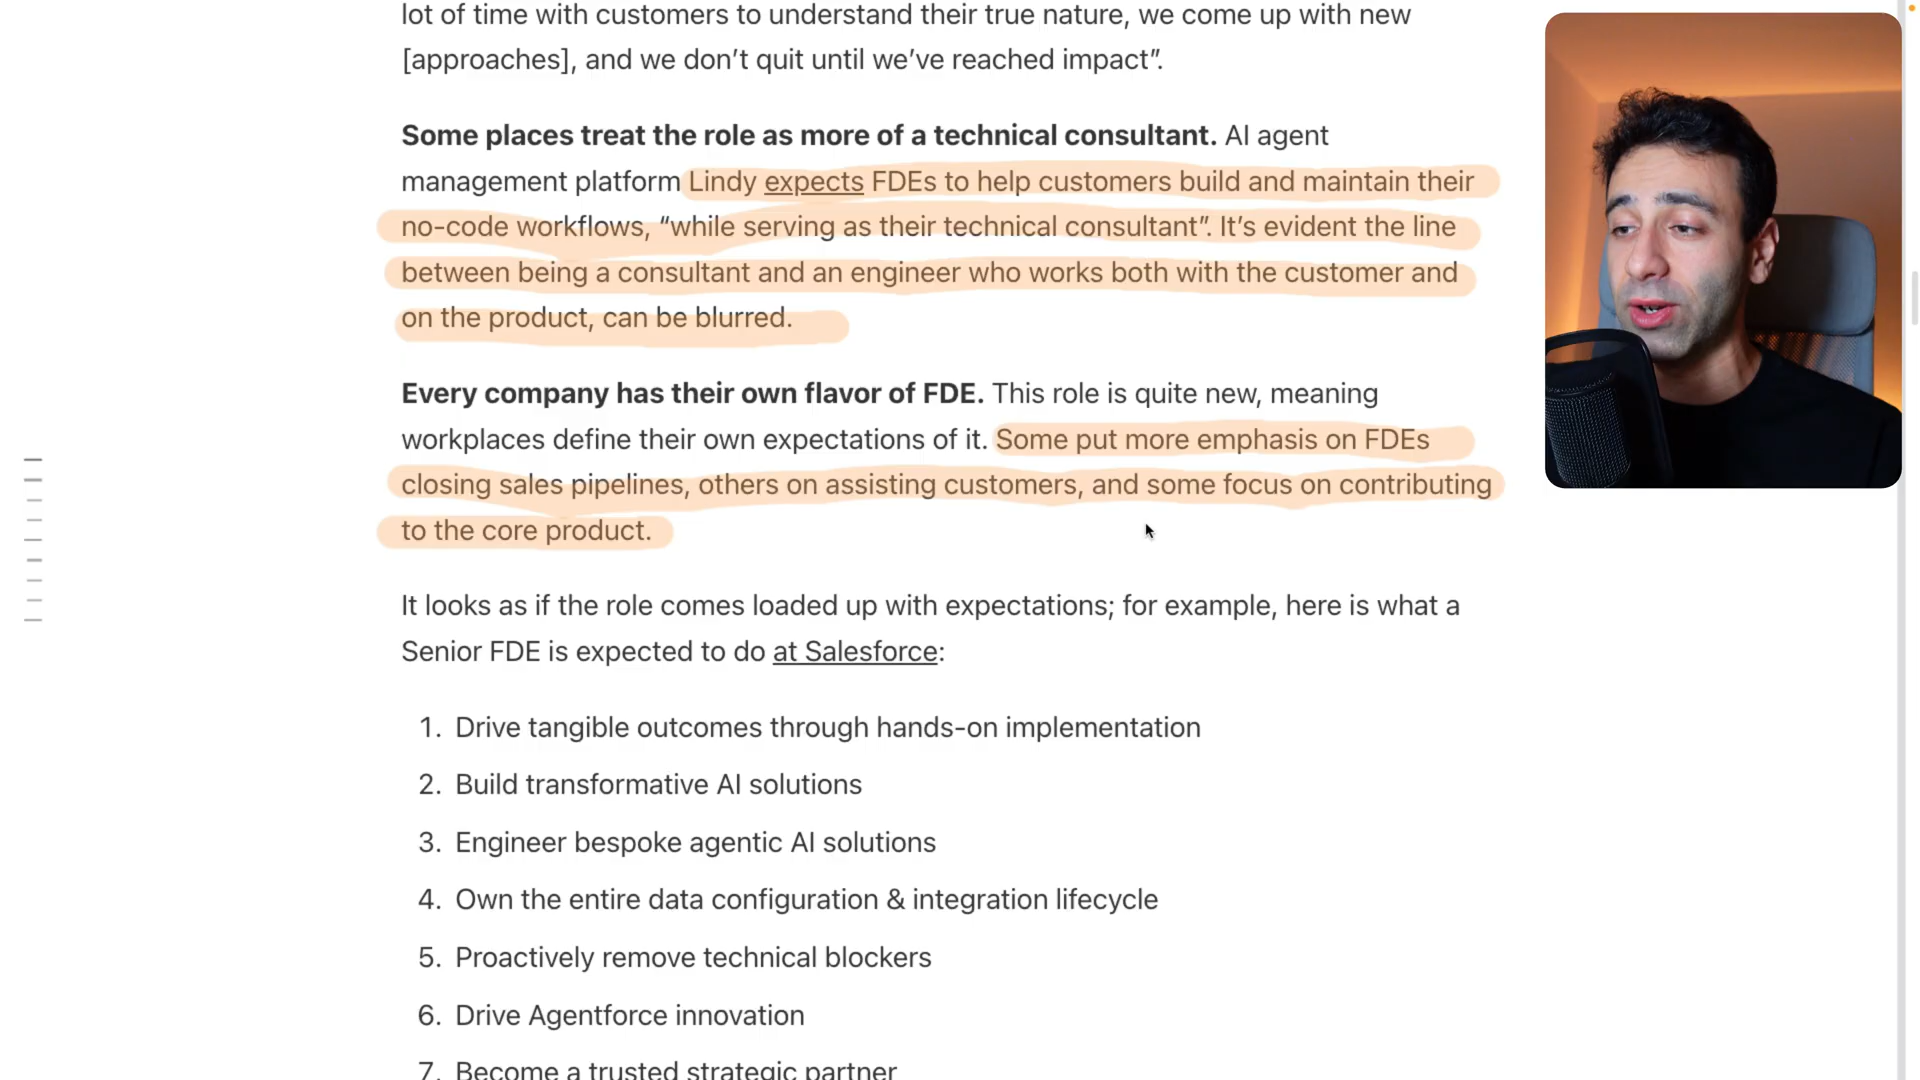 lot of time with customers to understand their true nature, we come up with new
[approaches], and we don’t quit until we’ve reached impact”.
Some places treat the role as more of a technical consultant. AI agent
management platform Lindy expects FDEs to help customers build and maintain their
no-code workflows, “while serving as their technical consultant”. It’s evident the line
between being a consultant and an engineer who works both with the customer and
on the product, can be blurred.
Every company has their own flavor of FDE. This role is quite new, meaning
workplaces define their own expectations of it. Some put more emphasis on FDEs
closing sales pipelines, others on assisting customers, and some focus on contributing
to the core product.
It looks as if the role comes loaded up with expectations; for example, here is what a
Senior FDE is expected to do at Salesforce:
1. Drive tangible outcomes through hands-on implementation
2. Build transformative AI solutions
3. Engineer bespoke agentic AI solutions
4. Own the entire data configuration & integration lifecycle
5. Proactively remove technical blockers
6. Drive Agentforce innovation
7. Become a trusted strategic partner